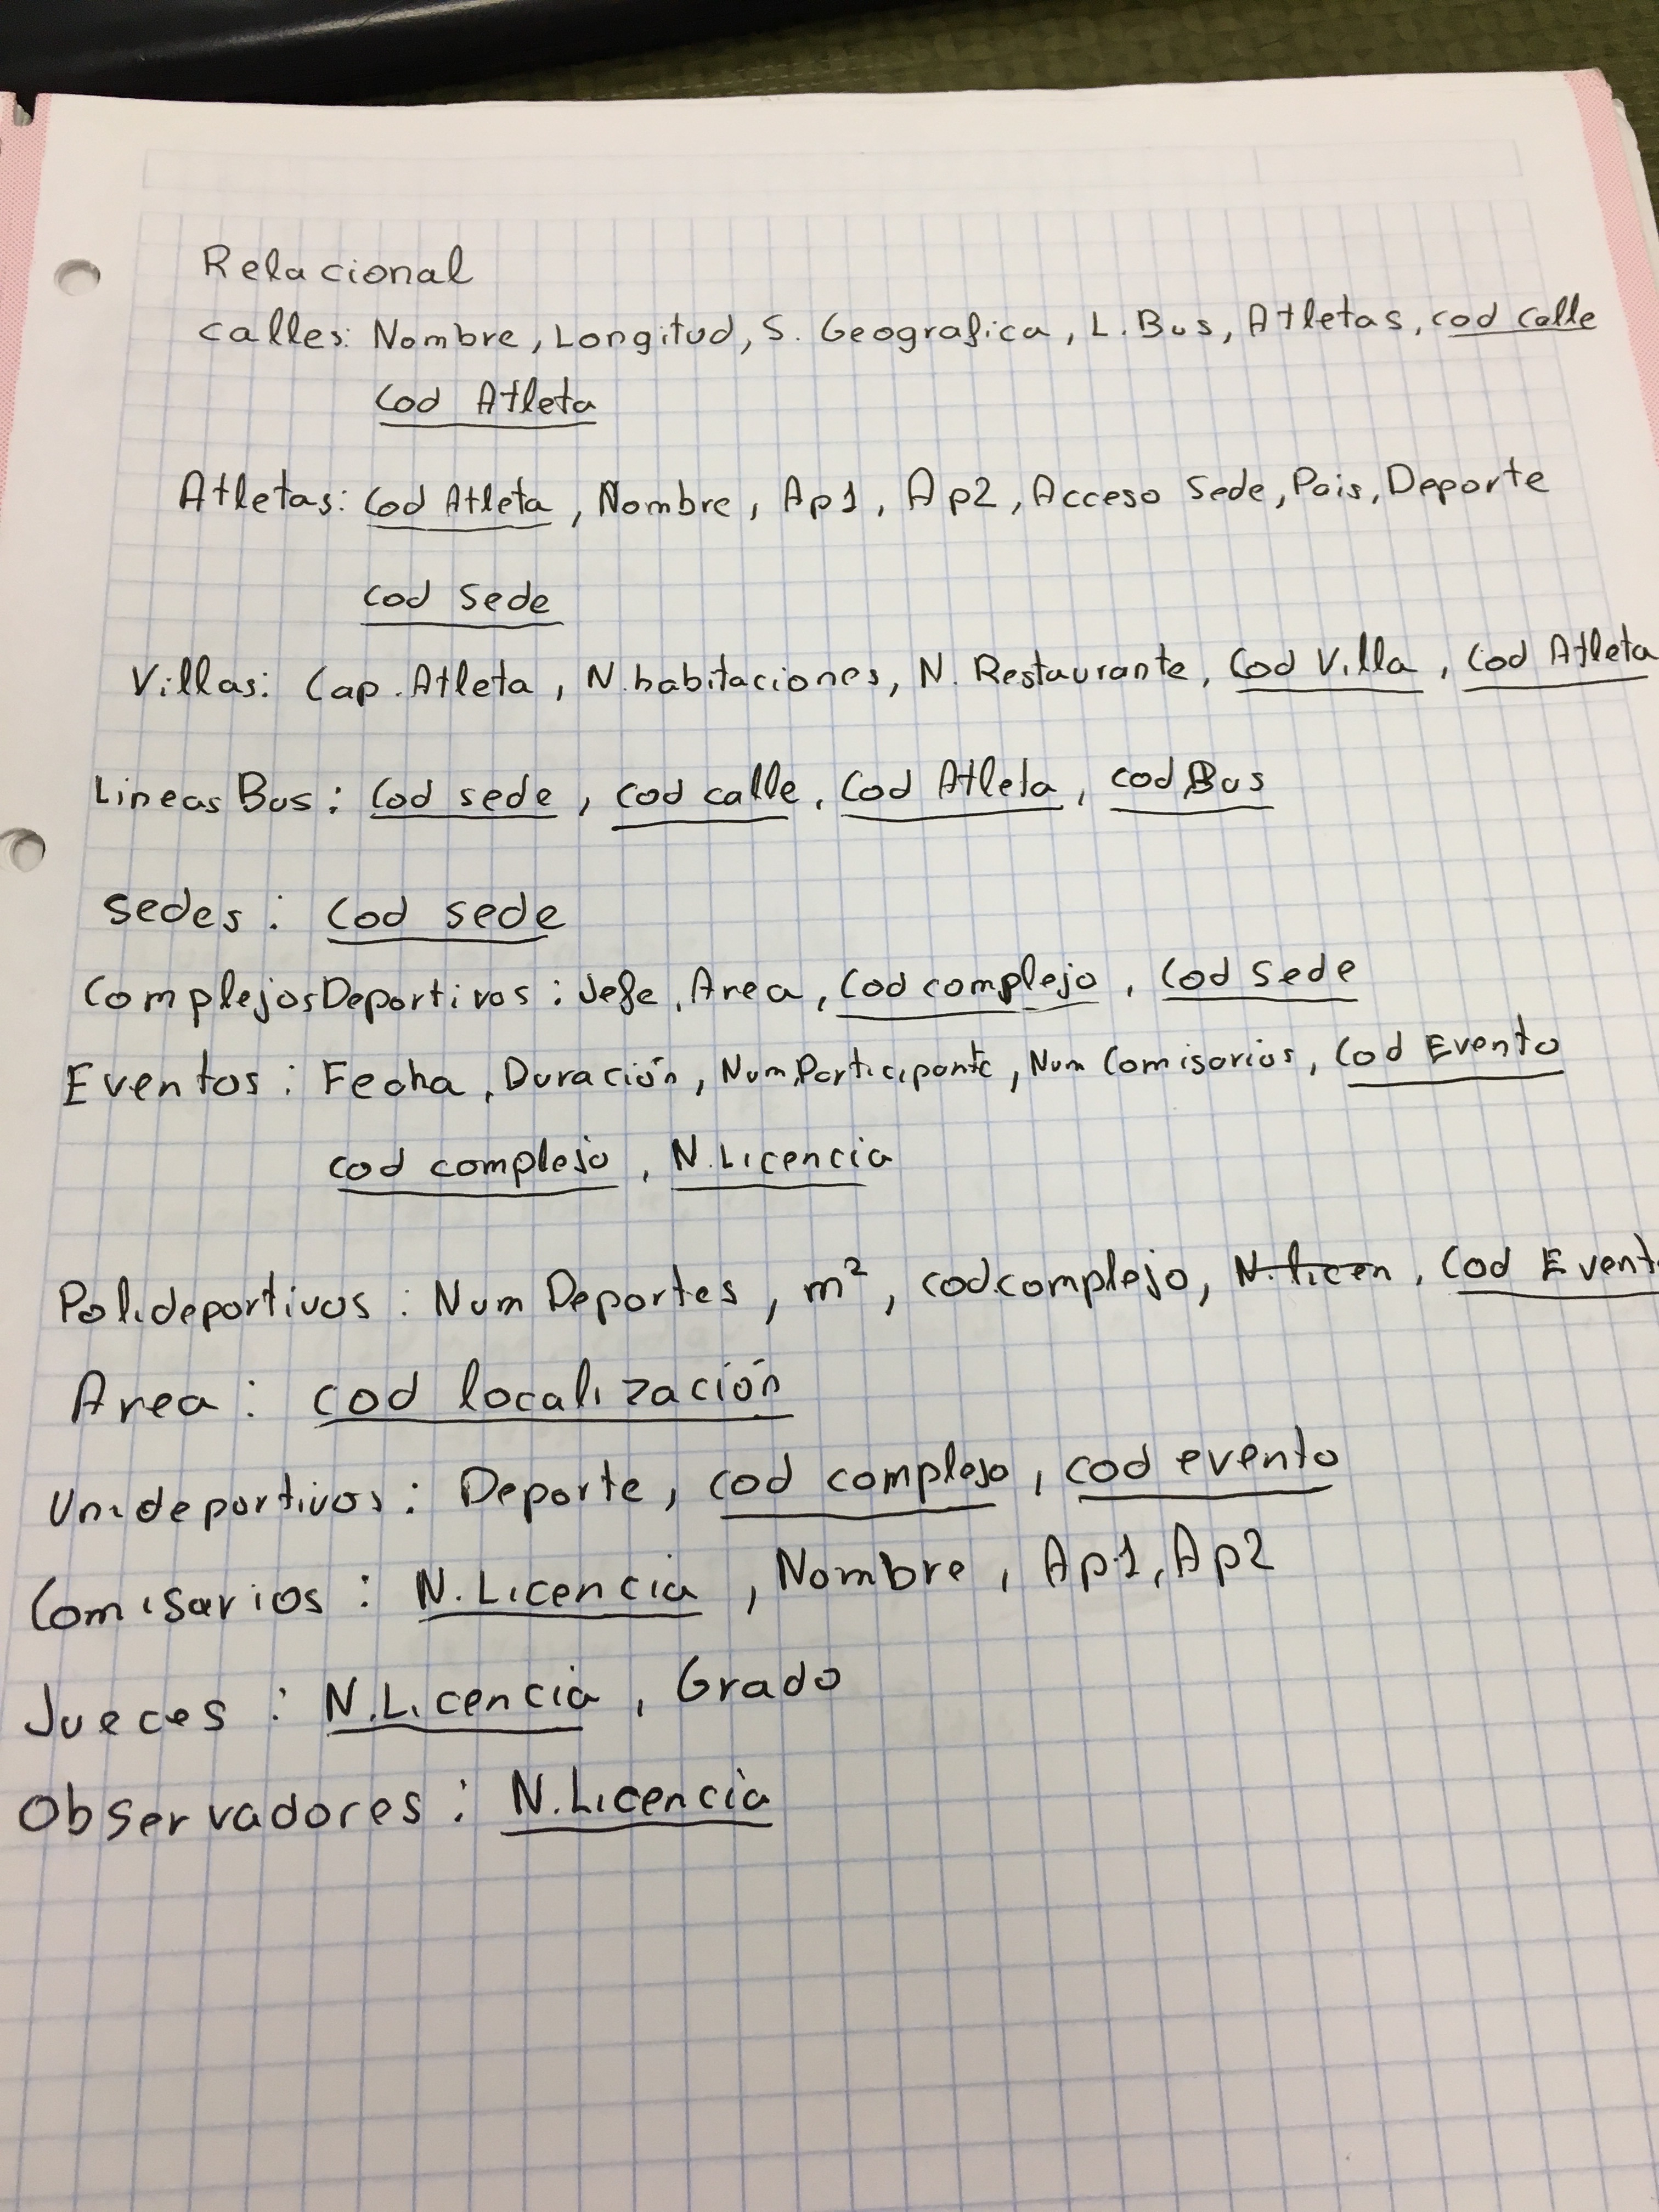 Relacional
calles: Nombre, Longitud, S. Geografica, L. Bus, Atletas, cod calle
Cod Atleta
Atletas: Cod Atleta, Nombre, Ap1, Ap2, Acceso Sede, Pais, Deporte
cod Sede
Villas: Cap. Atleta, N.habitaciones, N. Restaurante, Cod Villa, Cod Atleta
Lineas Bus: Cod sede, cod calle, Cod Atleta, cod Bus
Sedes: Cod sede
ComplejosDeportivos: Jefe, Area, Cod complejo, Cod Sede
Eventos: Fecha, Duración, Num.Participante, Num Comisarios, Cod Evento
cod complejo, N.Licencia
Polideportivos: Num Deportes, m², cod.complejo, N.licen, Cod Event
Area: cod localización
Unideportivos: Deporte, cod complejo, cod evento
Comisarios: N.Licencia, Nombre, Ap1, Ap2
Jueces: N.Licencia, Grado
Observadores: N.Licencia